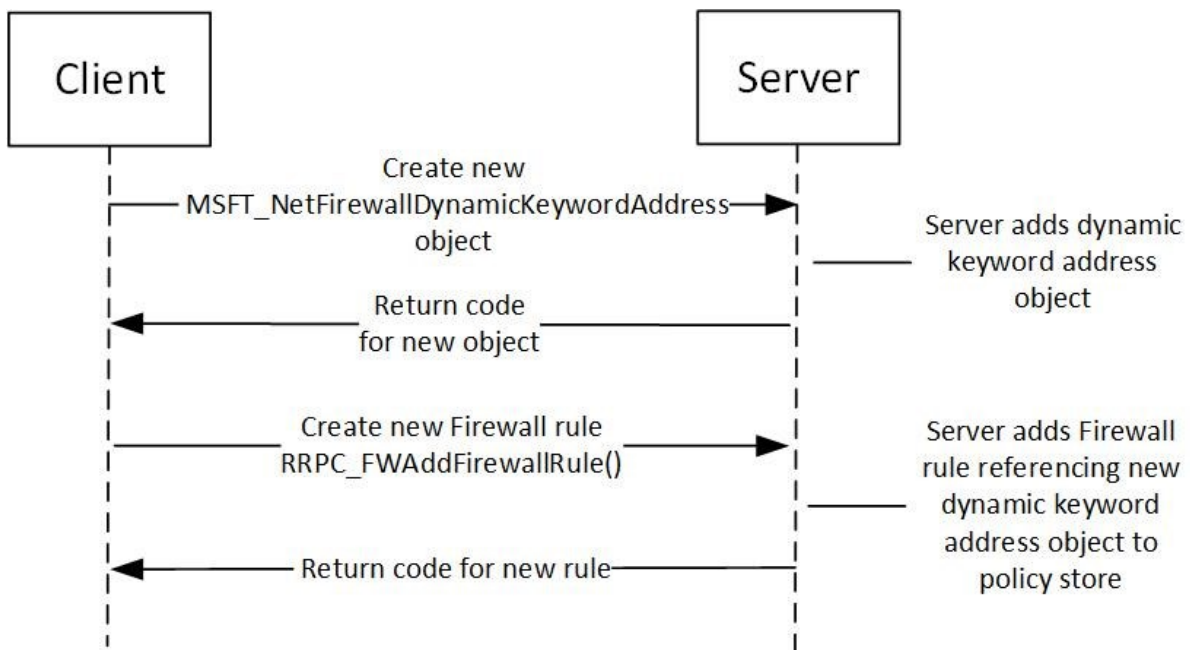 Client
Server
Create new
MSFT_NetFirewallDynamicKeywordAddress
object
Server adds dynamic
keyword address
object
Return code
for new object
Create new Firewall rule
RRPC_FWAddFirewallRule()
Server adds Firewall
rule referencing new
dynamic keyword
address object to
policy store
Return code for new rule